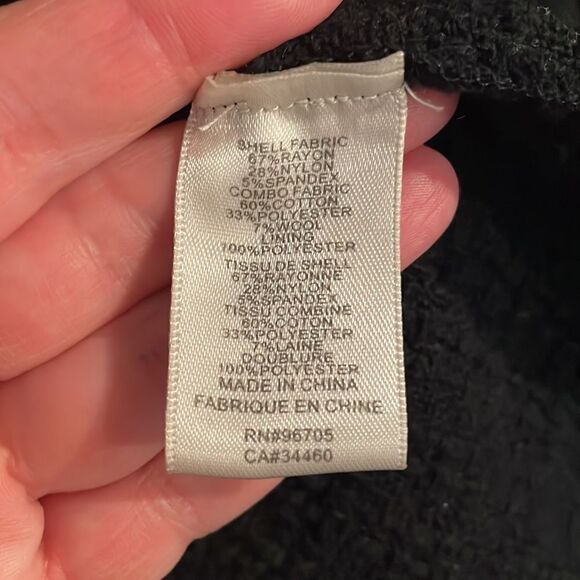 SHELL FABRIC
67%RAYON
28%NYLON
5%SPANDEX
COMBO FABRIC
60%COTTON
33%POLYESTER
7%WOOL
LINING
100%POLYESTER
TISSU DE SHELL
67%RAYONNE
28%NYLON
5%SPANDEX
TISSU COMBINE
60%COTON
33%POLYESTER
7%LAINE
DOUBLURE
100%POLYESTER
MADE IN CHINA
FABRIQUE EN CHINE
RN#96705
CA#34460